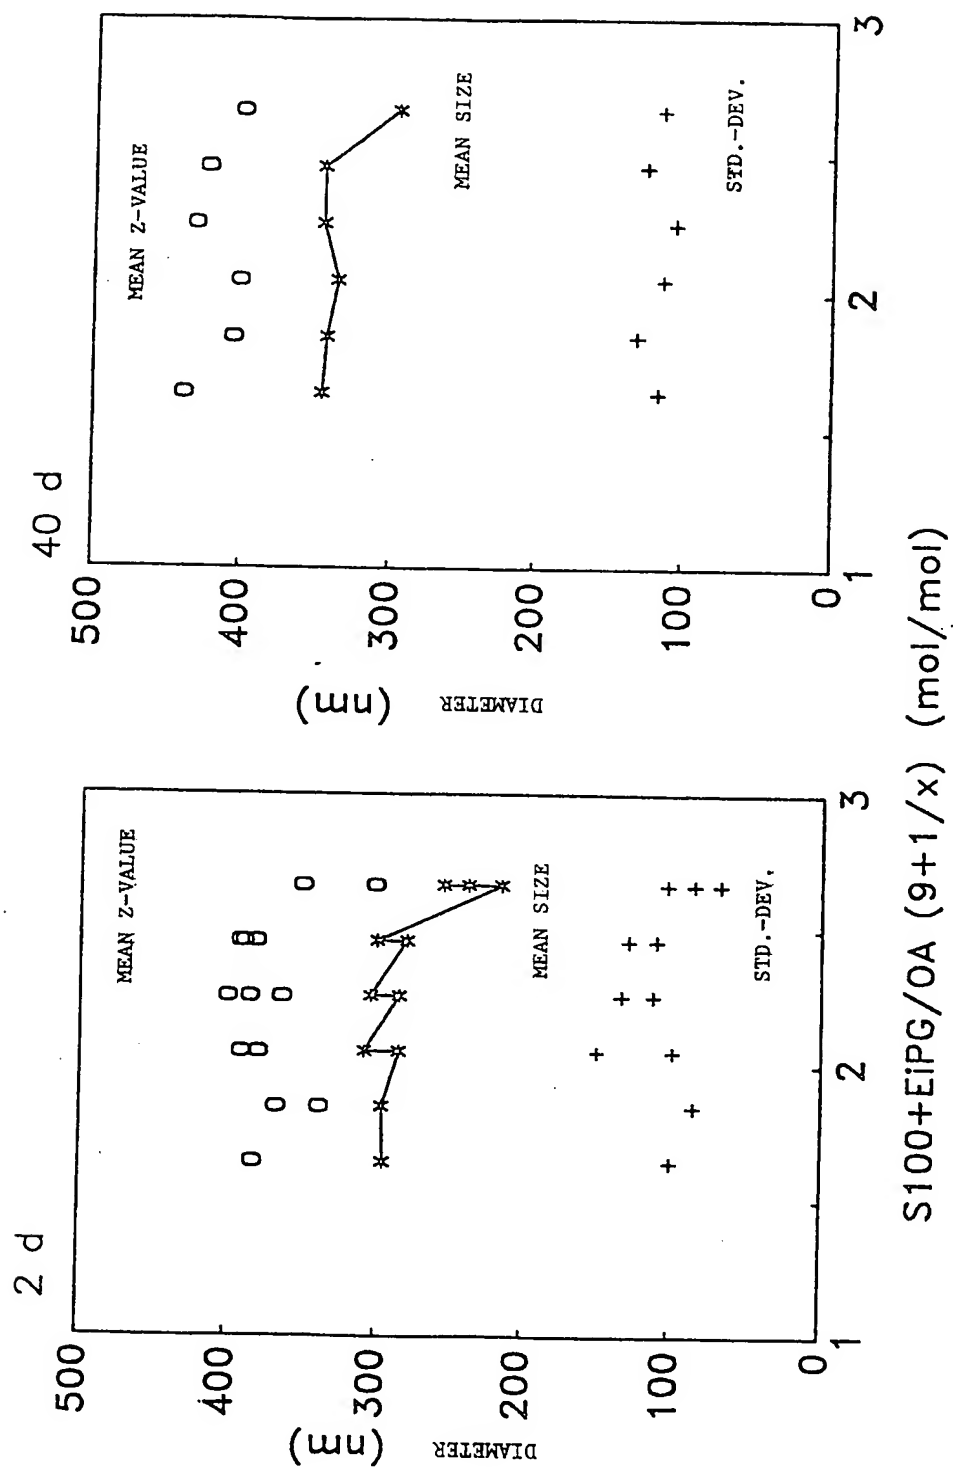 2 d
500
400
300
200
100
0
DIAMETER
(nm)
MEAN Z-VALUE
MEAN SIZE
STD.-DEV.
1
2
3
40 d
500
400
300
200
100
0
DIAMETER
(nm)
MEAN Z-VALUE
MEAN SIZE
STD.-DEV.
1
2
3
S100+EiPG/OA (9+1/x) (mol/mol)